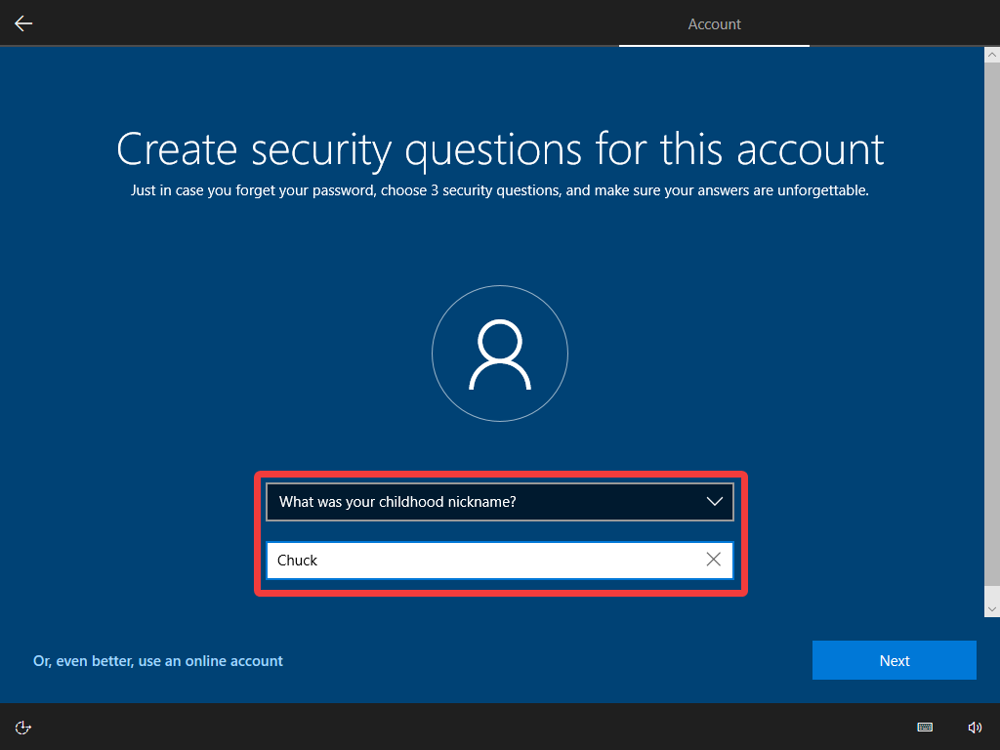 Account
Create security questions for this account
Just in case you forget your password, choose 3 security questions, and make sure your answers are unforgettable.
What was your childhood nickname?
Chuck
Or, even better, use an online account
Next